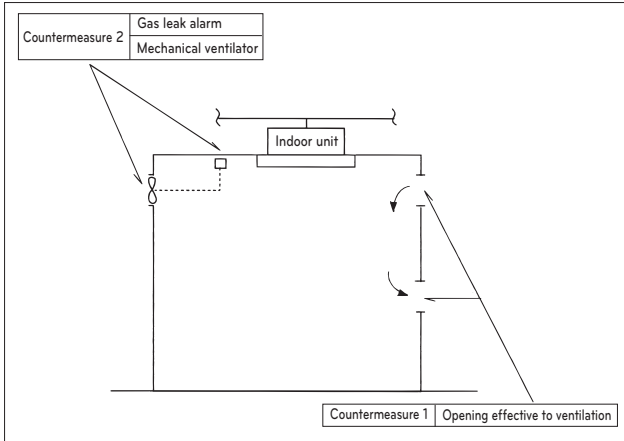 Countermeasure 2
Gas leak alarm
Mechanical ventilator
Indoor unit
Countermeasure 1
Opening effective to ventilation